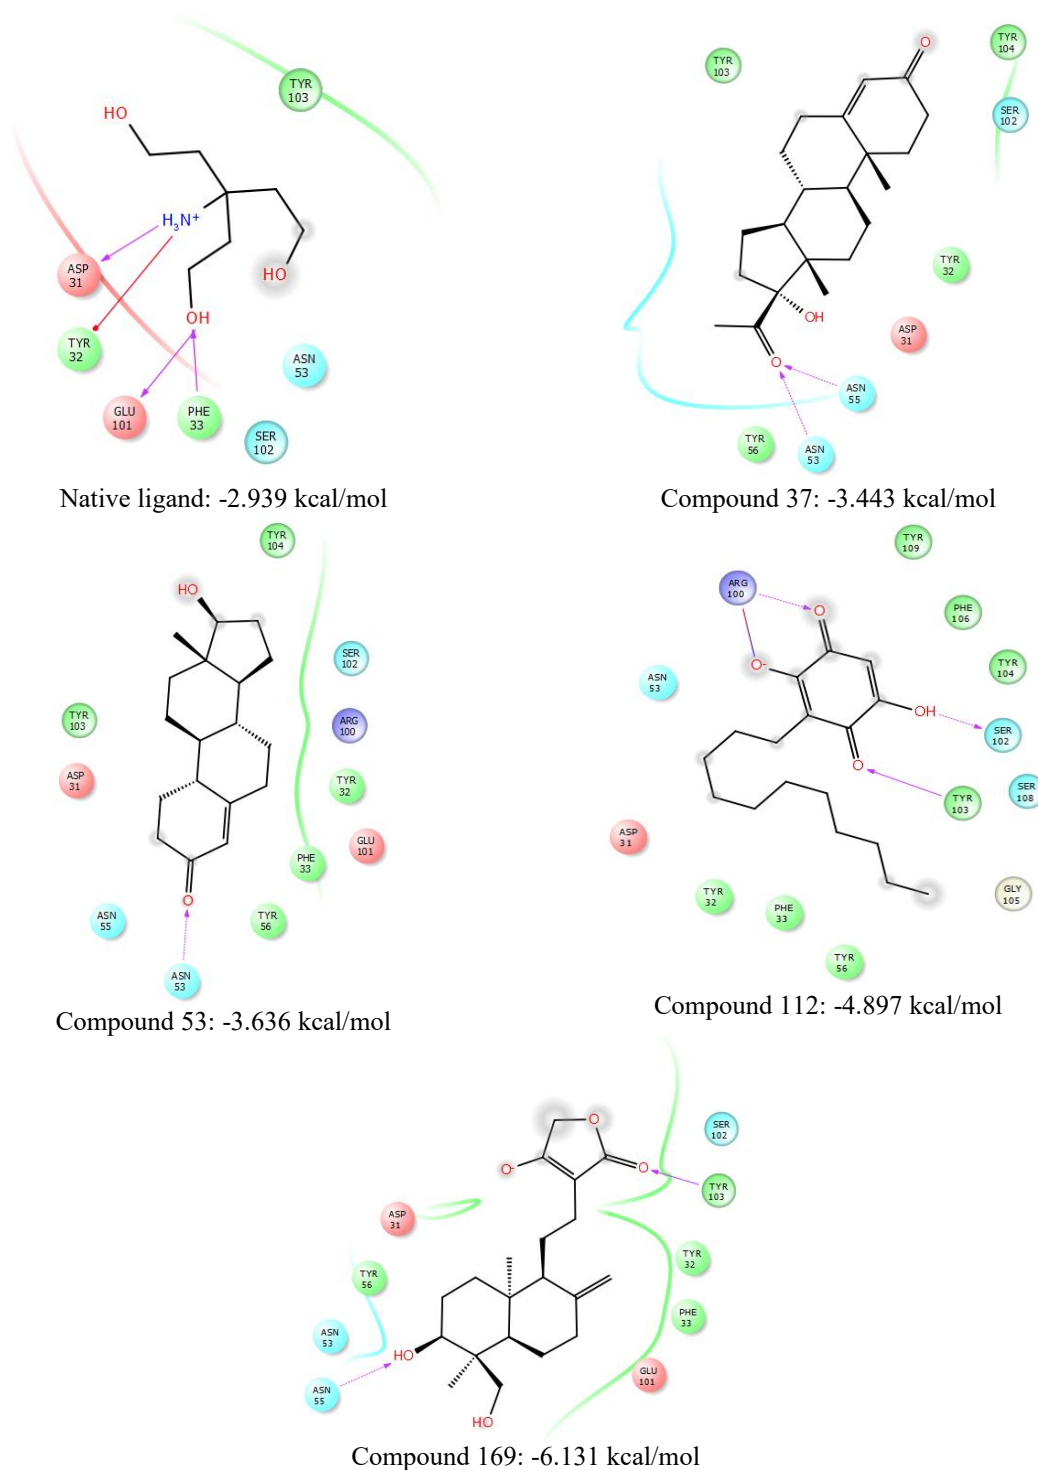 TYR
103
HO
H3N+
HO
OH
ASP
31
TYR
32
GLU
101
PHE
33
ASN
53
SER
102
Native ligand: -2.939 kcal/mol
O
TYR
103
TYR
104
SER
102
TYR
32
ASP
31
OH
O
ASN
55
TYR
56
ASN
53
Compound 37: -3.443 kcal/mol
TYR
104
HO
SER
102
TYR
103
ARG
100
ASP
31
TYR
32
GLU
101
PHE
33
O
ASN
55
TYR
56
ASN
53
Compound 53: -3.636 kcal/mol
TYR
109
ARG
100
O
PHE
106
O-
TYR
104
ASN
53
OH
SER
102
O
SER
108
TYR
103
ASP
31
TYR
32
PHE
33
GLY
105
TYR
56
Compound 112: -4.897 kcal/mol
O
SER
102
O-
O
TYR
103
ASP
31
TYR
32
TYR
56
PHE
33
ASN
53
HO
GLU
101
ASN
55
HO
Compound 169: -6.131 kcal/mol